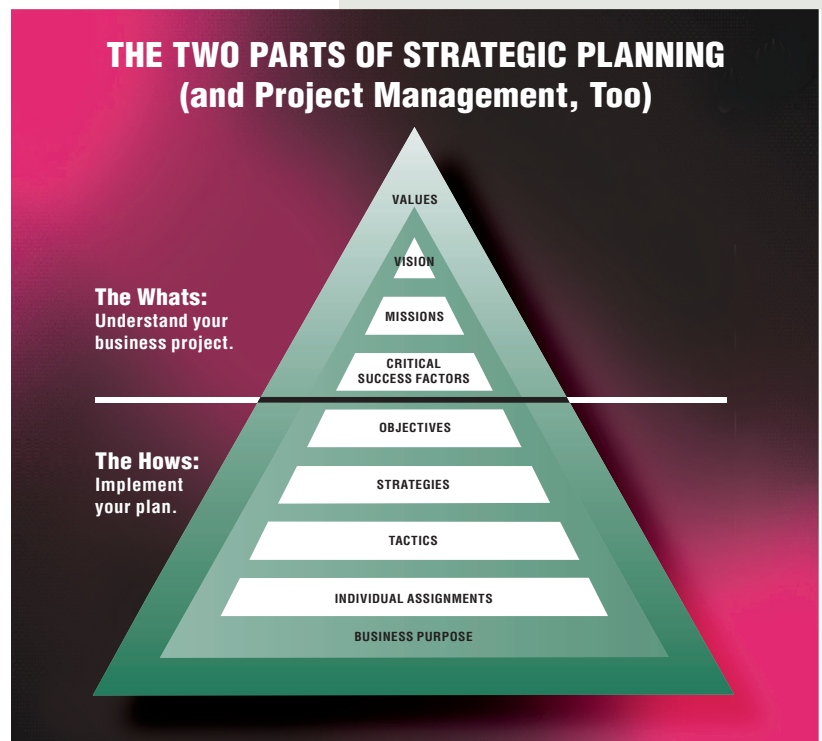 THE TWO PARTS OF STRATEGIC PLANNING
(and Project Management, Too)
VALUES
VISION
The Whats:
Understand your
business project.
MISSIONS
CRITICAL
SUCCESS FACTORS
OBJECTIVES
The Hows:
Implement
your plan.
STRATEGIES
TACTICS
INDIVIDUAL ASSIGNMENTS
BUSINESS PURPOSE